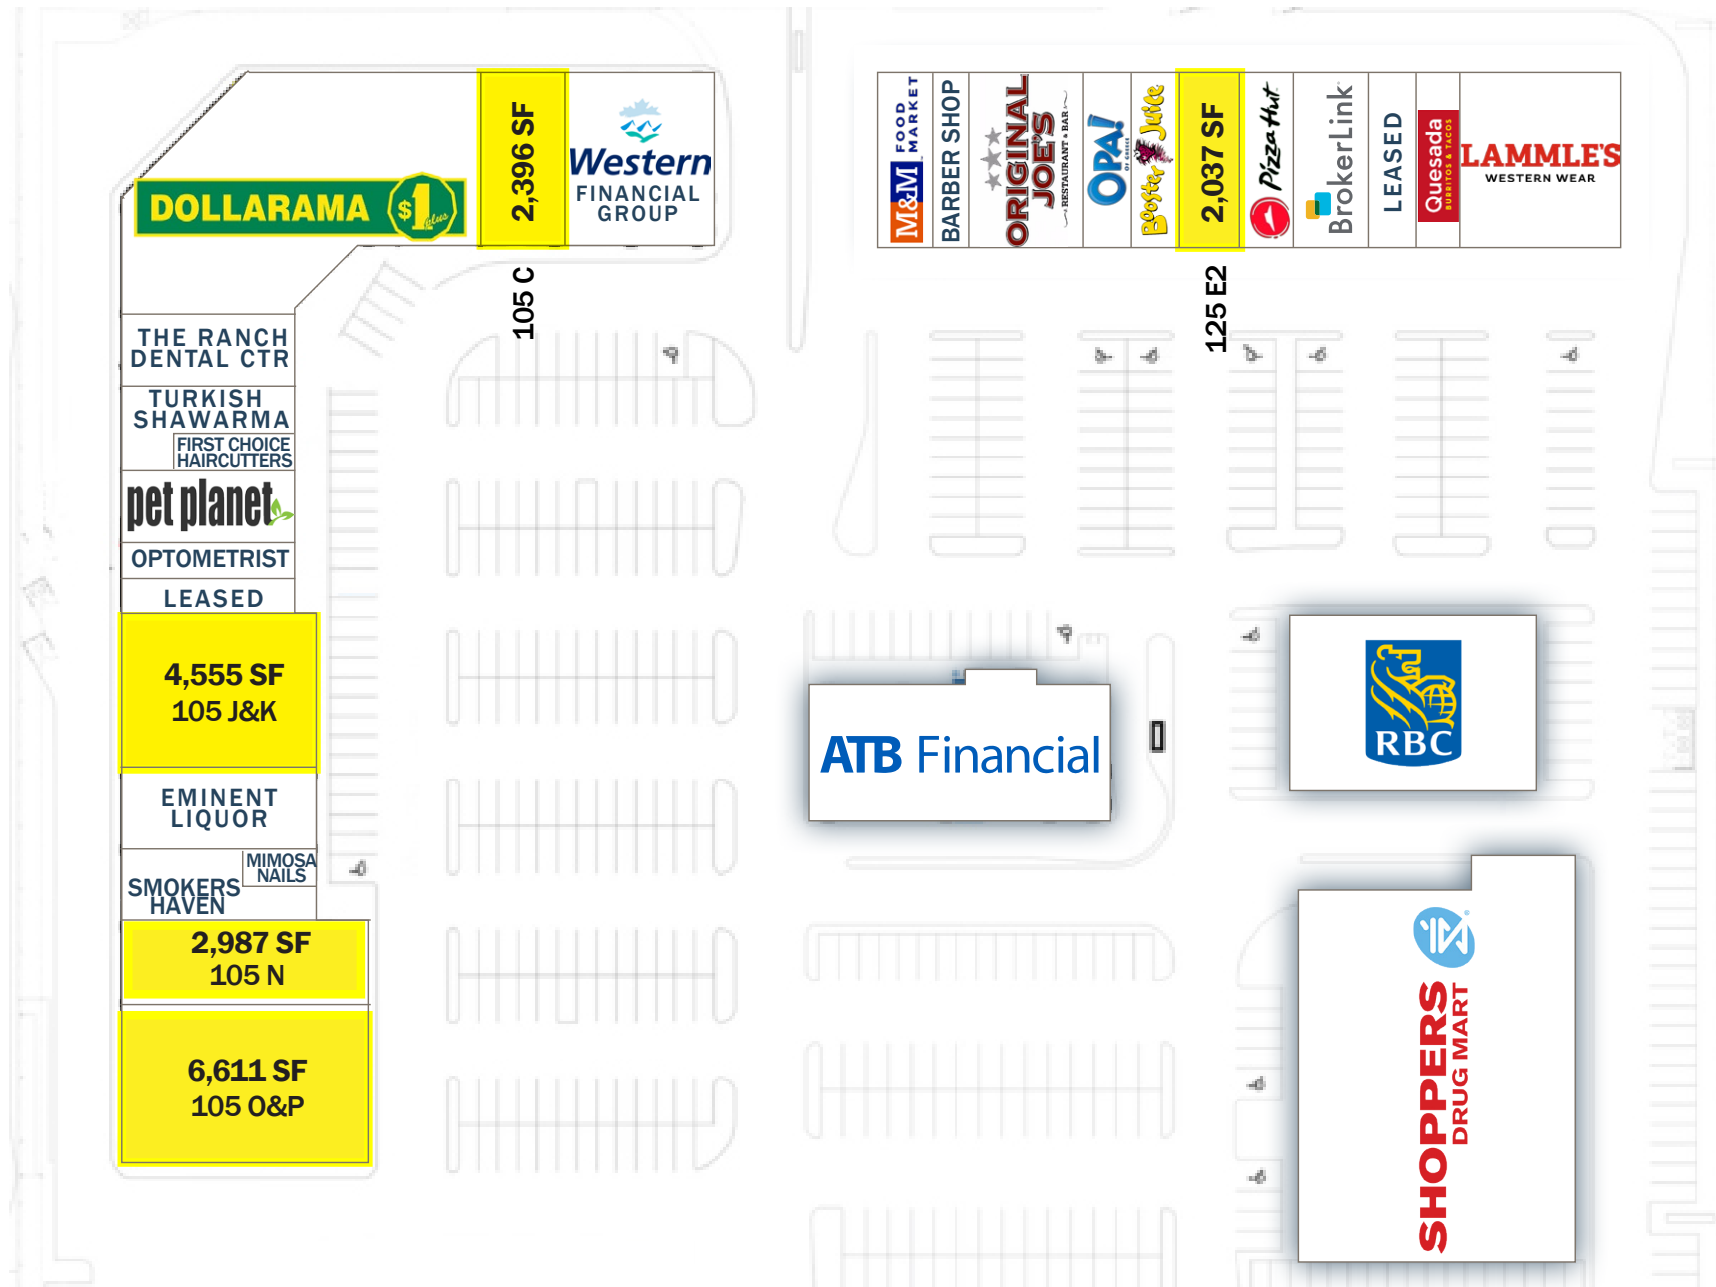 DOLLARAMA $1 plus
2,396 SF
105 C
Western
FINANCIAL
GROUP
M&M FOOD
MARKET
BARBER SHOP
ORIGINAL
JOE'S
RESTAURANT & BAR
OPA!
OF GREECE
Booster Juice
2,037 SF
125 E2
Pizza Hut
BrokerLink
LEASED
Quesada
BURRITOS & TACOS
LAMMLE'S
WESTERN WEAR
THE RANCH
DENTAL CTR
TURKISH
SHAWARMA
FIRST CHOICE
HAIRCUTTERS
pet planet
OPTOMETRIST
LEASED
4,555 SF
105 J&K
EMINENT
LIQUOR
MIMOSA
NAILS
SMOKERS
HAVEN
2,987 SF
105 N
6,611 SF
105 O&P
ATB Financial
RBC
SHOPPERS
DRUG MART